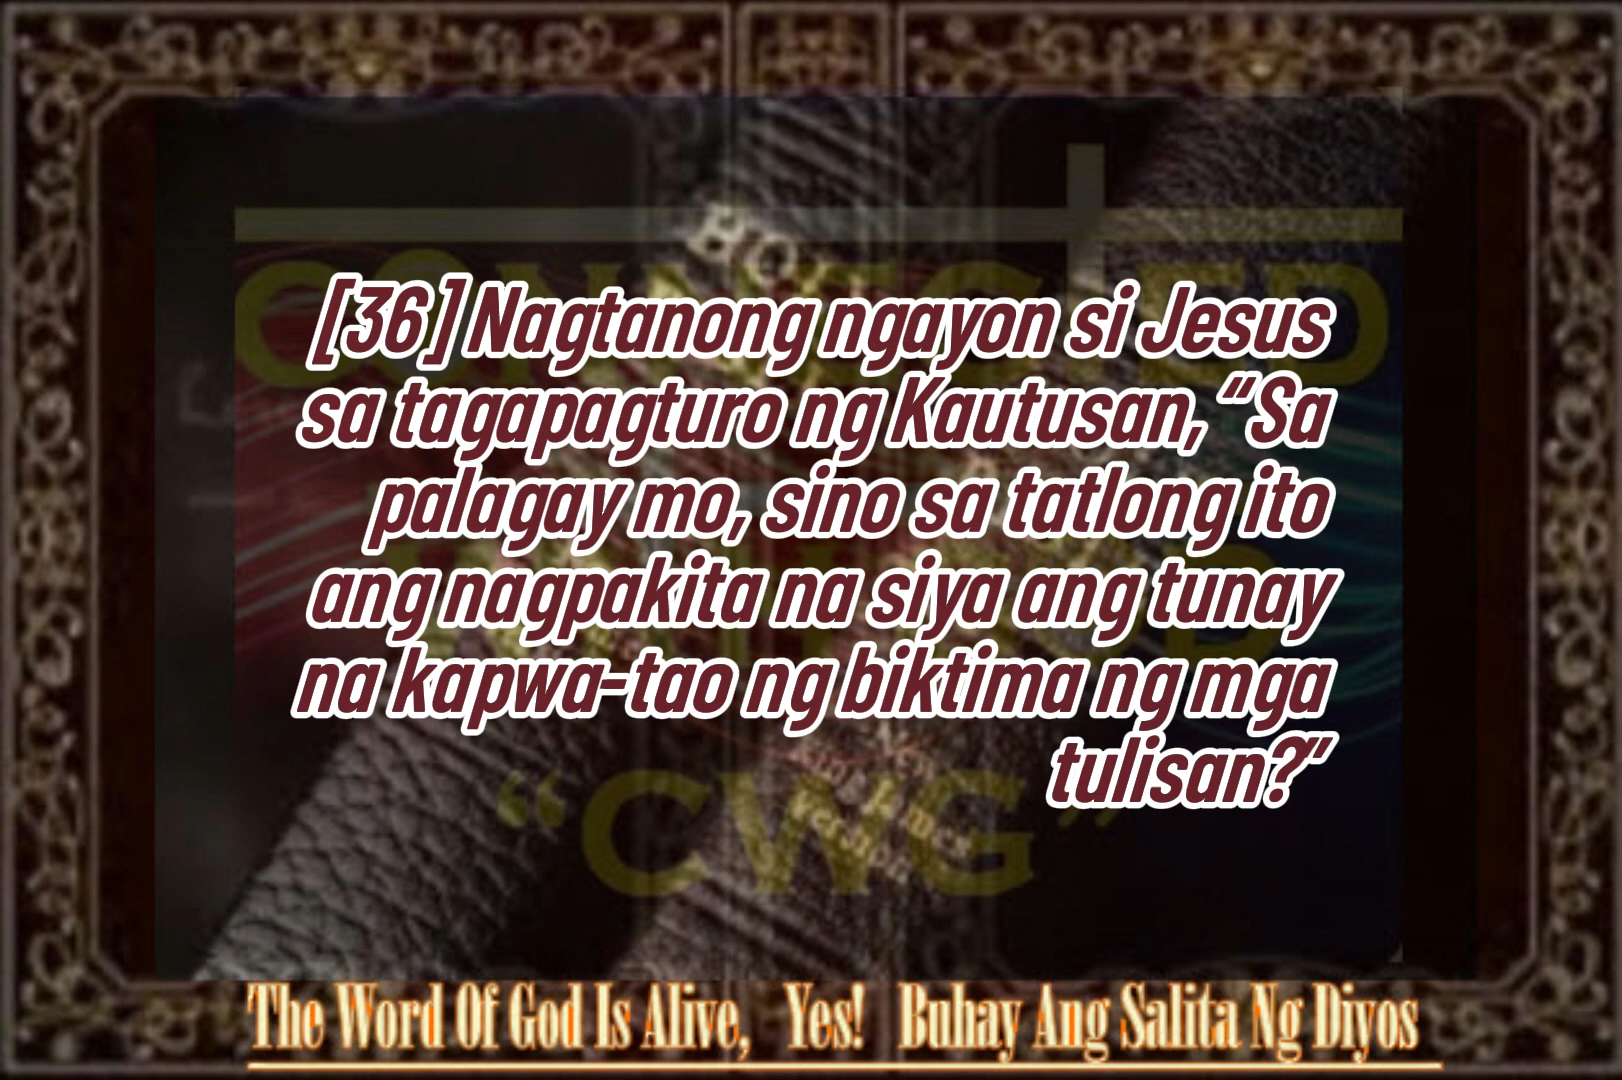 [36] Nagtanong ngayon si Jesus
sa tagapagturo ng Kautusan, “Sa
palagay mo, sino sa tatlong ito
ang nagpakita na siya ang tunay
na kapwa-tao ng biktima ng mga
tulisan?”
“CWG”
The Word Of God Is Alive, Yes! Buhay Ang Salita Ng Diyos